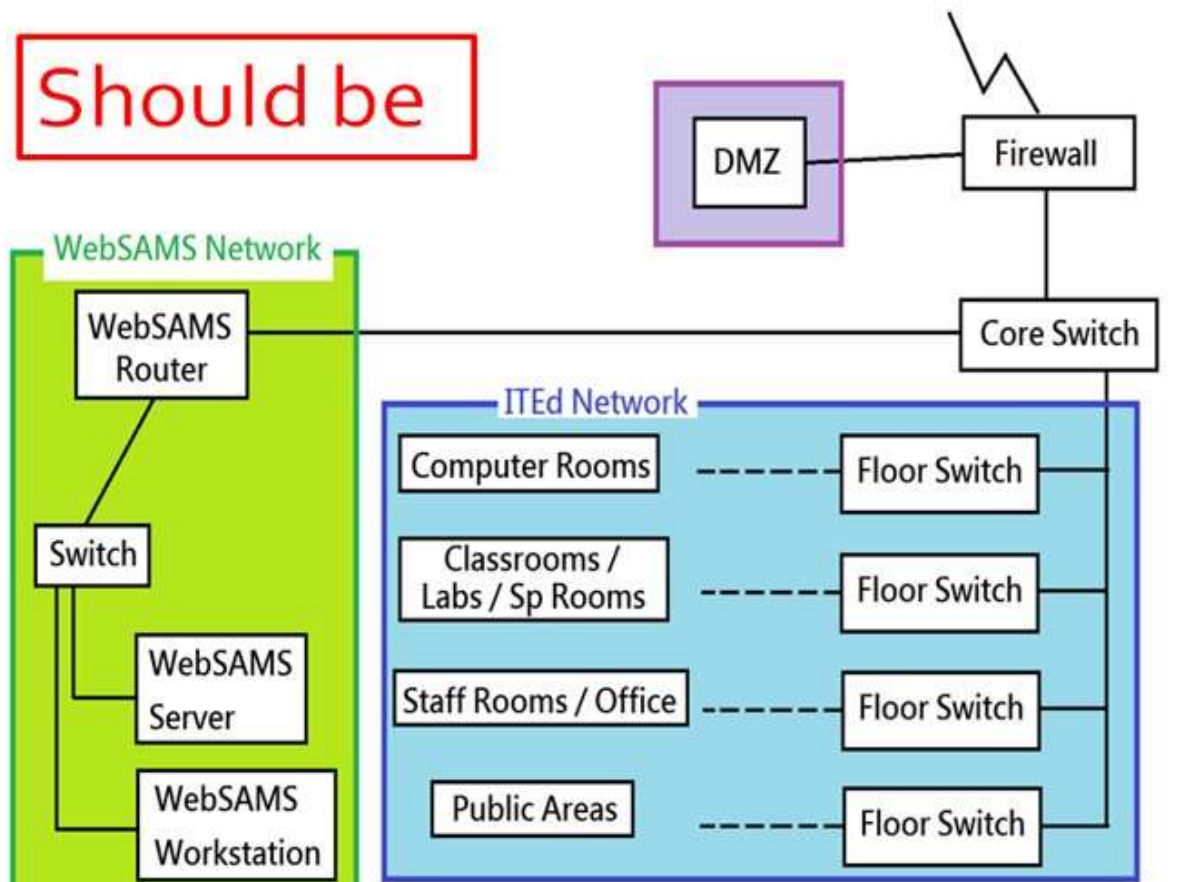 Should be
DMZ
Firewall
WebSAMS Network
WebSAMS
Router
Core Switch
ITEd Network
Computer Rooms
Floor Switch
Switch
Classrooms /
Labs / Sp Rooms
Floor Switch
WebSAMS
Server
Staff Rooms / Office
Floor Switch
WebSAMS
Workstation
Public Areas
Floor Switch